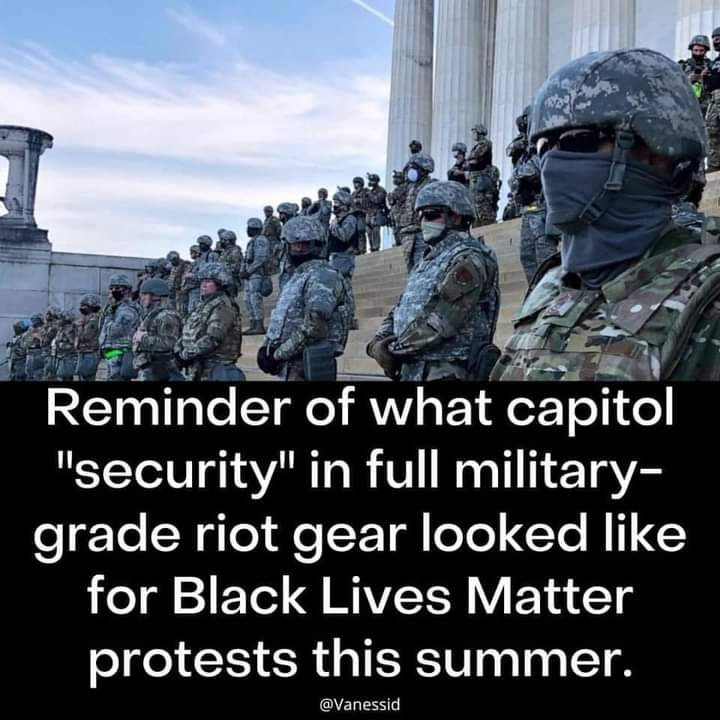 Reminder of what capitol
"security" in full military-
grade riot gear looked like
for Black Lives Matter
protests this summer.
@Vanessid